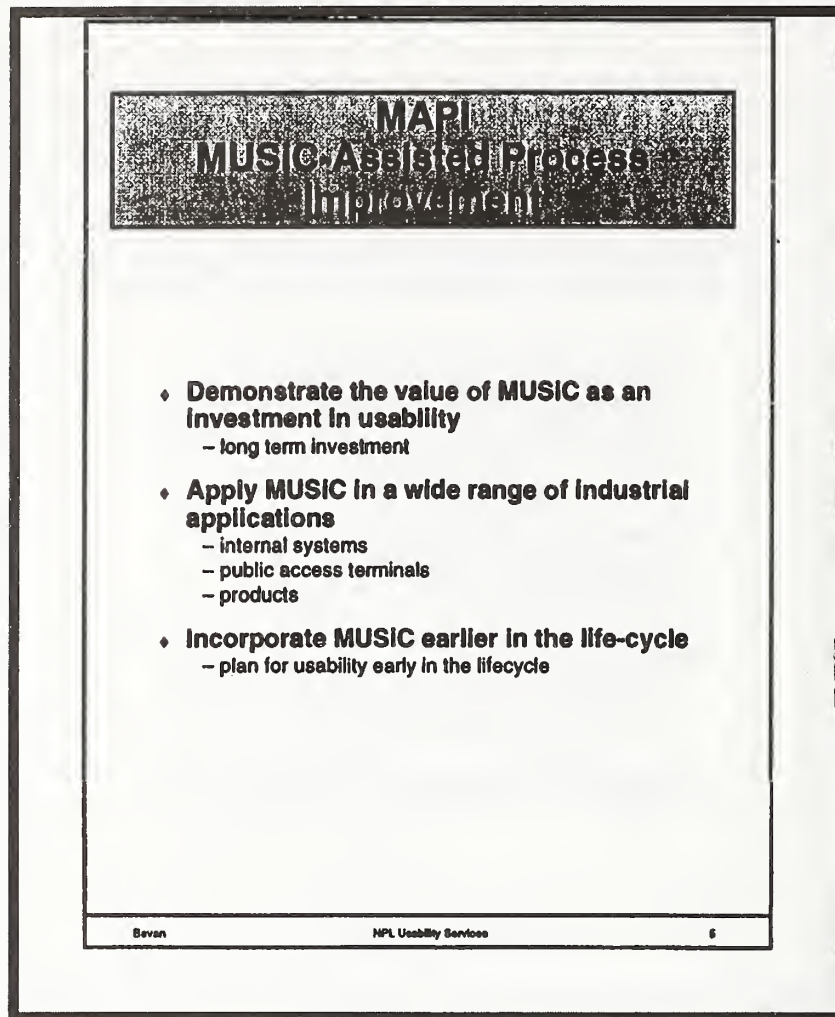 MAPI
MUSIC-Assisted Process
Improvement
♦ Demonstrate the value of MUSIC as an
investment in usability
– long term investment
♦ Apply MUSIC in a wide range of industrial
applications
– internal systems
– public access terminals
– products
♦ Incorporate MUSIC earlier in the life-cycle
– plan for usability early in the lifecycle
Bevan NPL Usability Services 6